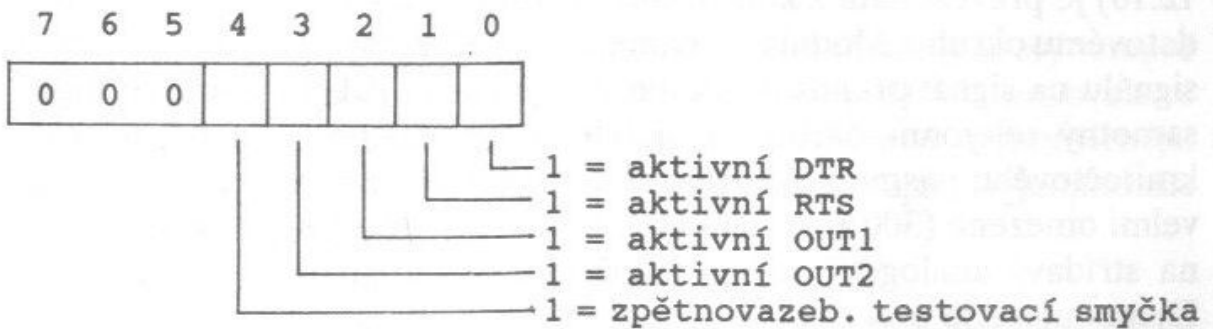 7 6 5 4 3 2 1 0
0 0 0
1 = aktivní DTR
1 = aktivní RTS
1 = aktivní OUT1
1 = aktivní OUT2
1 = zpětnovazeb. testovací smyčka